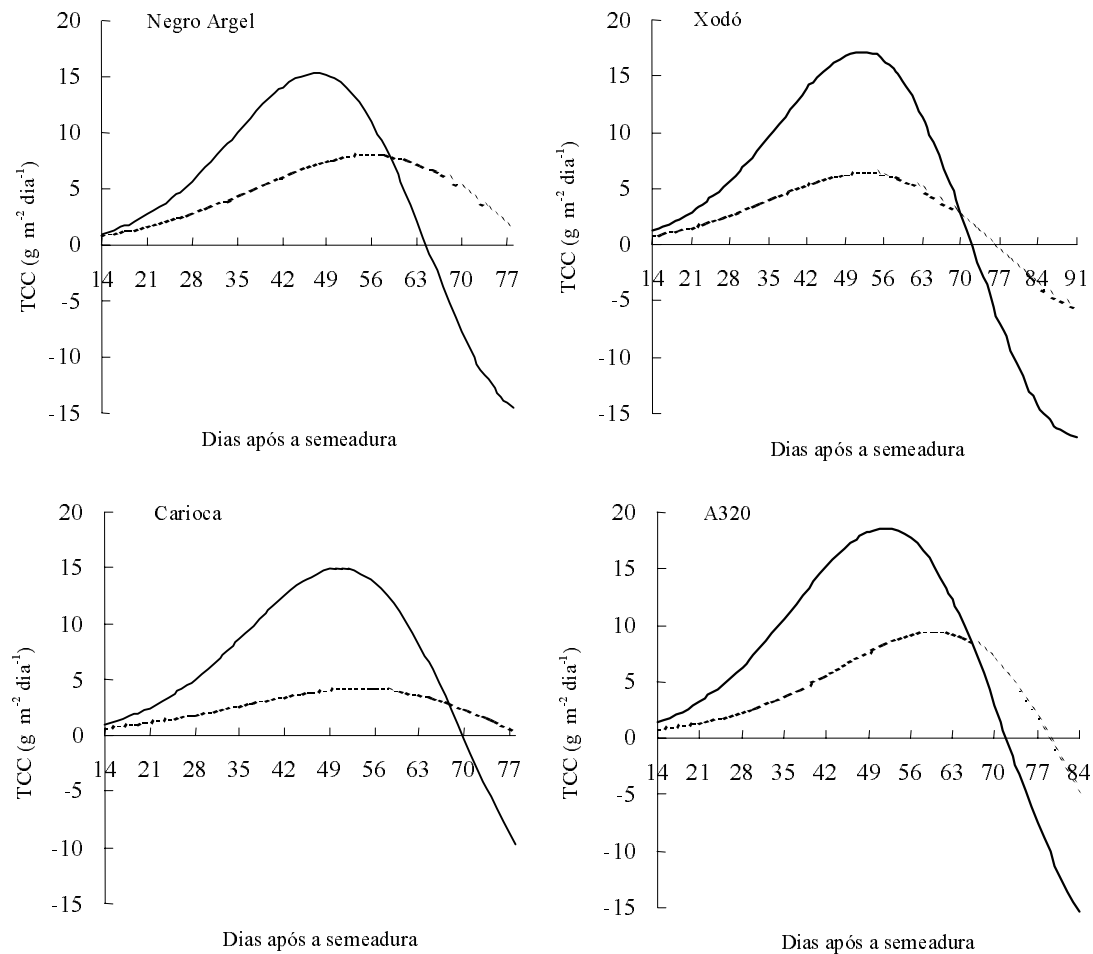 Negro Argel
20
15
10
5
0
-5
-10
-15
TCC (g m⁻² dia⁻¹)
14 21 28 35 42 49 56 63 70 77
Dias após a semeadura
Xodó
20
15
10
5
0
-5
-10
-15
TCC (g m⁻² dia⁻¹)
14 21 28 35 42 49 56 63 70 77 84 91
Dias após a semeadura
Carioca
20
15
10
5
0
-5
-10
-15
TCC (g m⁻² dia⁻¹)
14 21 28 35 42 49 56 63 70 77
Dias após a semeadura
A320
20
15
10
5
0
-5
-10
-15
TCC (g m⁻² dia⁻¹)
14 21 28 35 42 49 56 63 70 77 84
Dias após a semeadura